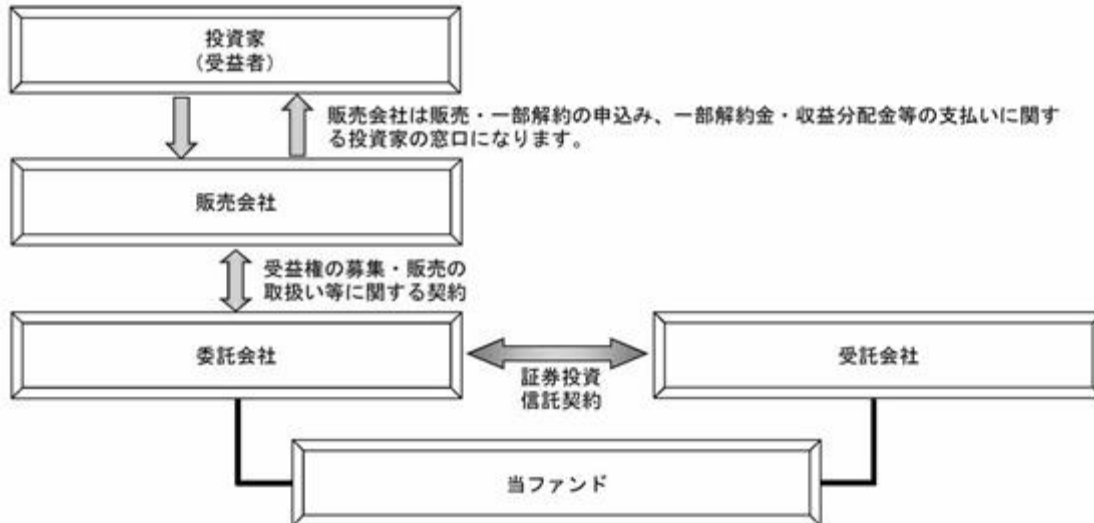 投資家
（受益者）
販売会社は販売・一部解約の申込み、一部解約金・収益分配金等の支払いに関す
る投資家の窓口になります。
販売会社
受益権の募集・販売の
取扱い等に関する契約
委託会社
証券投資
信託契約
受託会社
当ファンド